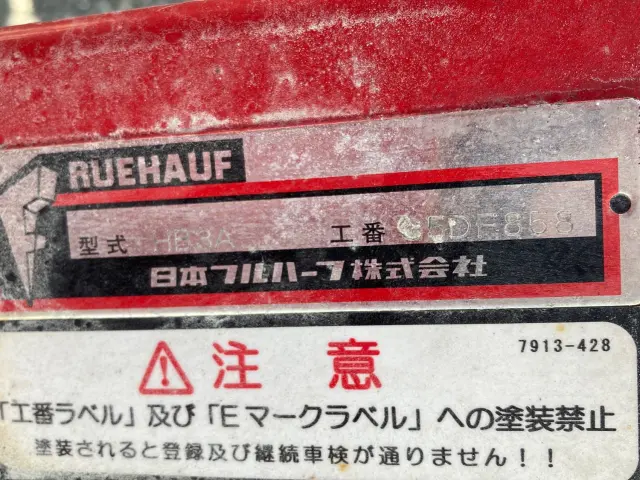 RUEHAUF
型式 HB3A 工番
日本フルハーフ株式会社
注意 7913-428
「工番ラベル」及び「Eマークラベル」への塗装禁止
塗装されると登録及び継続車検が通りません!!